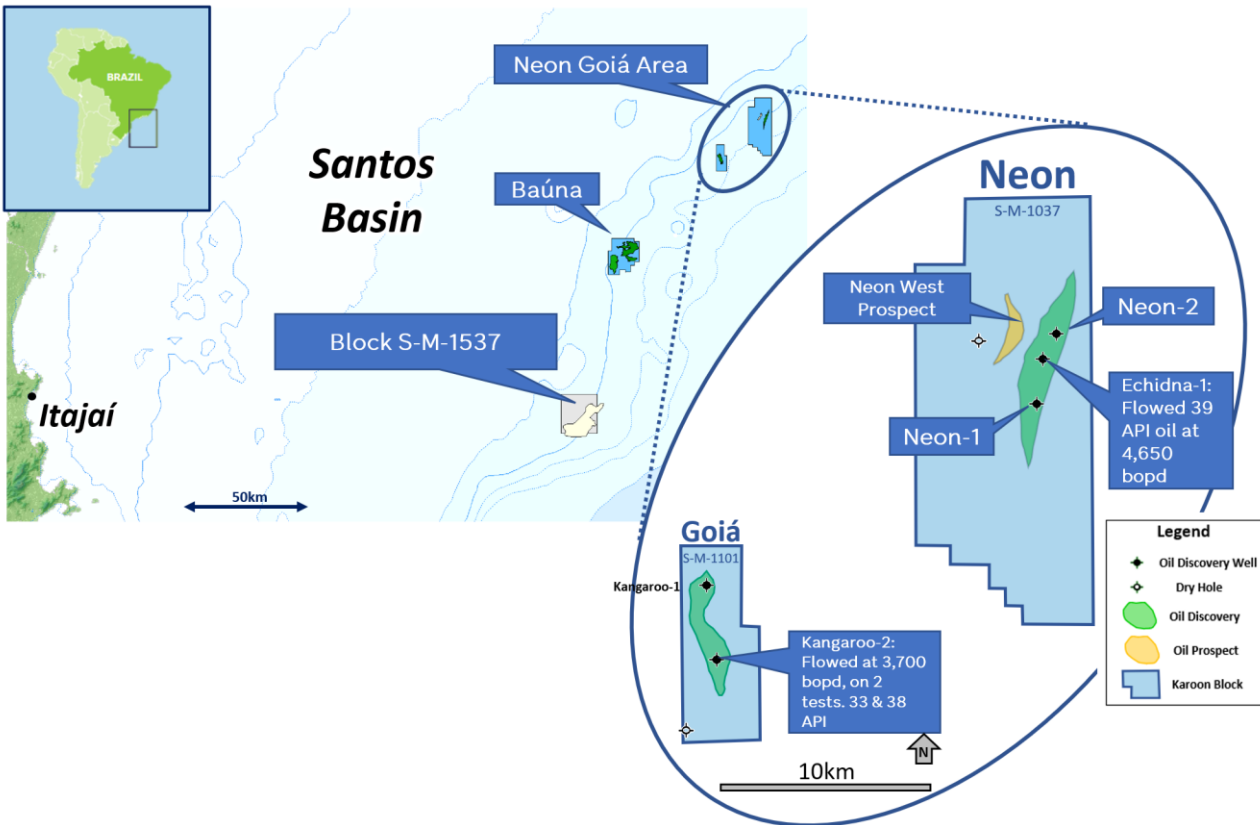 BRAZIL
Santos
Basin
Neon Goiá Area
Baúna
Block S-M-1537
Itajaí
50km
Neon
S-M-1037
Neon West
Prospect
Neon-2
Echidna-1:
Flowed 39
API oil at
4,650
bopd
Neon-1
Goiá
S-M-1101
Kangaroo-1
Kangaroo-2:
Flowed at 3,700
bopd, on 2
tests. 33 & 38
API
N
10km
Legend
Oil Discovery Well
Dry Hole
Oil Discovery
Oil Prospect
Karoon Block